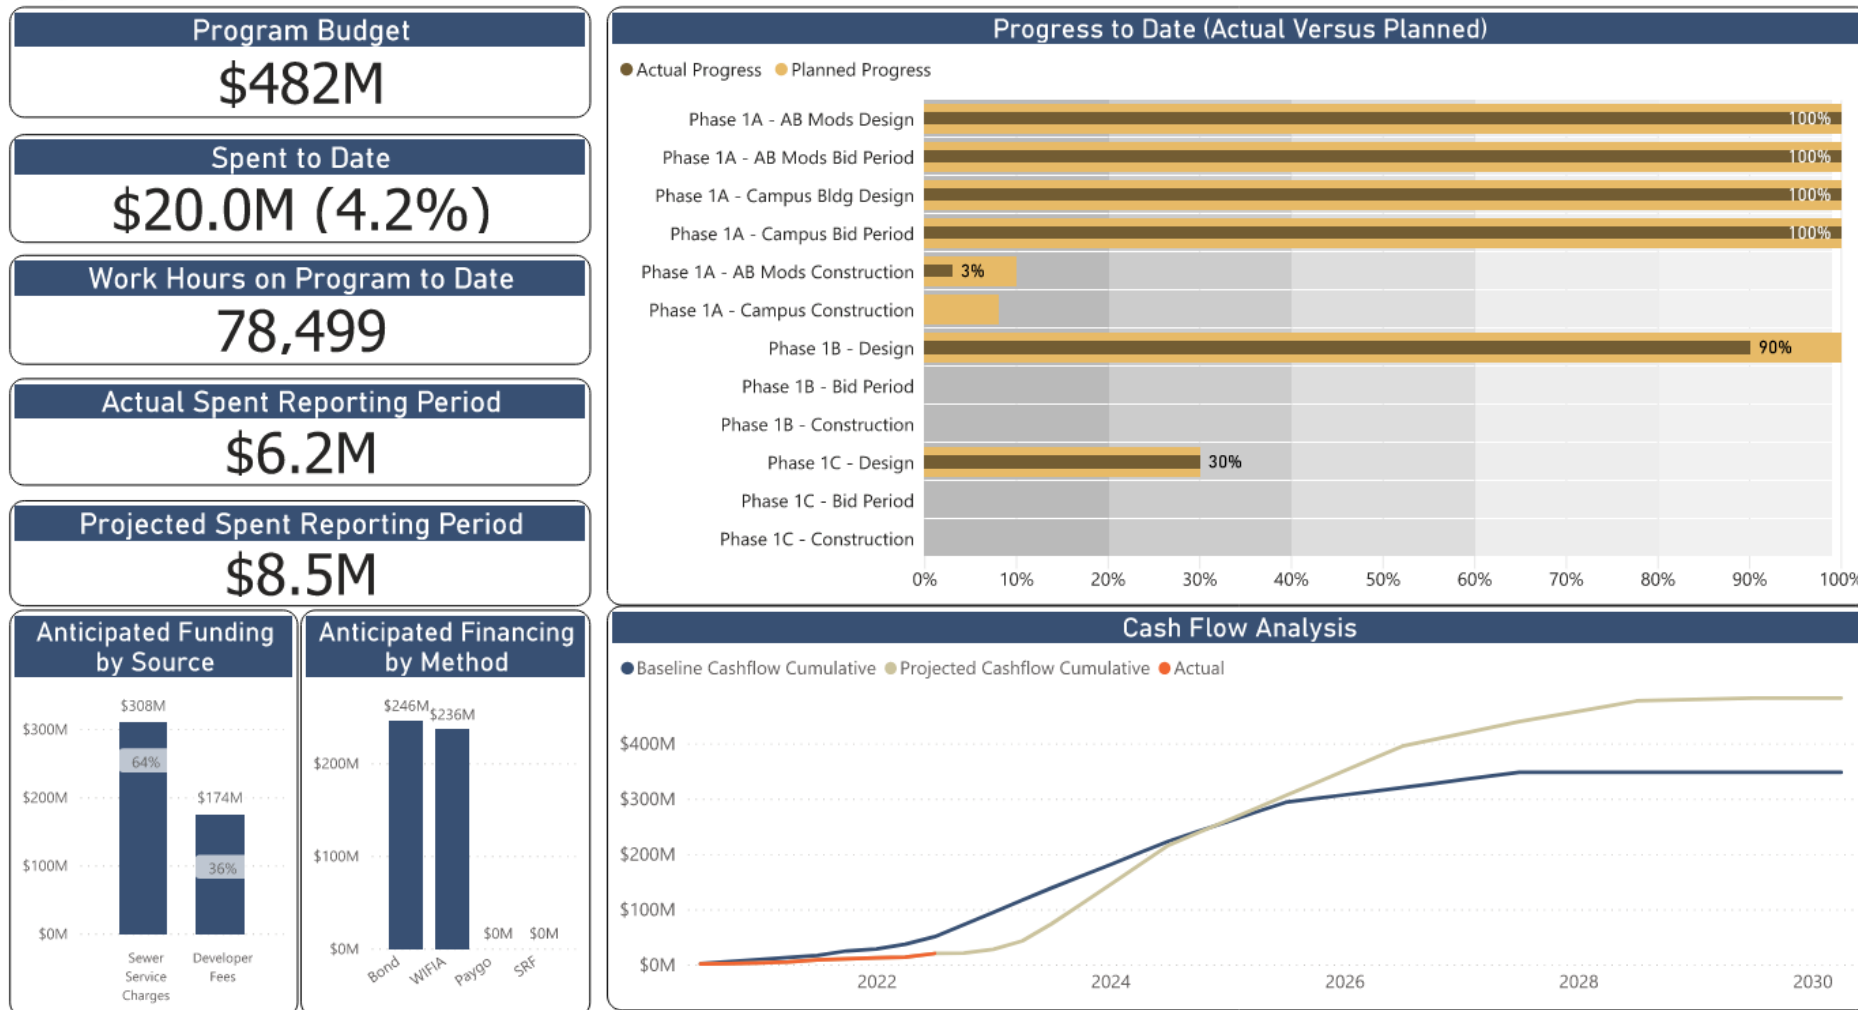 Program Budget
$482M
Spent to Date
$20.0M (4.2%)
Work Hours on Program to Date
78,499
Actual Spent Reporting Period
$6.2M
Projected Spent Reporting Period
$8.5M
Anticipated Funding
by Source
$308M
$300M
64%
$200M
$174M
$100M
36%
$0M
Sewer
Service
Charges
Developer
Fees
Anticipated Financing
by Method
$246M
$236M
$200M
$100M
$0M
$0M
$0M
Bond
WIFIA
Paygo
SRF
Progress to Date (Actual Versus Planned)
Actual Progress
Planned Progress
Phase 1A - AB Mods Design 100%
Phase 1A - AB Mods Bid Period 100%
Phase 1A - Campus Bldg Design 100%
Phase 1A - Campus Bid Period 100%
Phase 1A - AB Mods Construction 3%
Phase 1A - Campus Construction
Phase 1B - Design 90%
Phase 1B - Bid Period
Phase 1B - Construction
Phase 1C - Design 30%
Phase 1C - Bid Period
Phase 1C - Construction
0% 10% 20% 30% 40% 50% 60% 70% 80% 90% 100%
Cash Flow Analysis
Baseline Cashflow Cumulative Projected Cashflow Cumulative Actual
$400M
$300M
$200M
$100M
$0M
2022 2024 2026 2028 2030